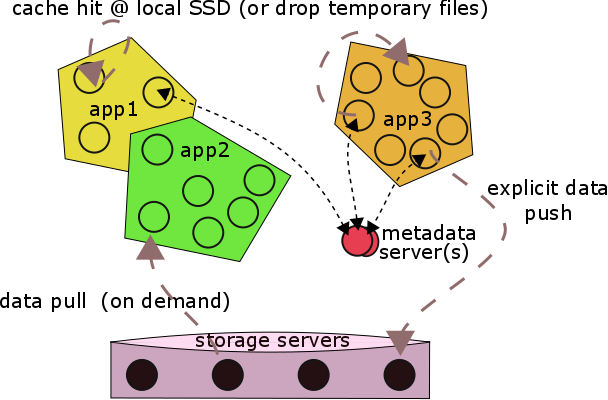 cache hit @ local SSD (or drop temporary files)
app1
app2
app3
explicit data
push
metadata
server(s)
data pull  (on demand)
storage servers